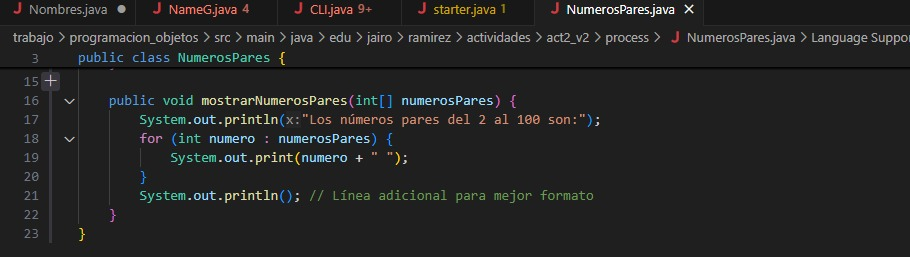 Nombres.java ● NameG.java 4 CLI.java 9+ starter.java 1 NumerosPares.java ×
trabajo > programacion_objetos > src > main > java > edu > jairo > ramirez > actividades > act2_v2 > process > NumerosPares.java > Language Suppo
3 public class NumerosPares {
15
16 public void mostrarNumerosPares(int[] numerosPares) {
17 System.out.println(x:"Los números pares del 2 al 100 son:");
18 for (int numero : numerosPares) {
19 System.out.print(numero + " ");
20 }
21 System.out.println(); // Línea adicional para mejor formato
22 }
23 }